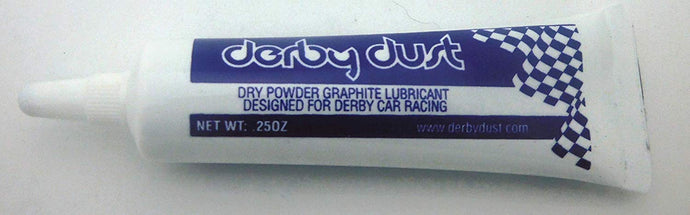 derby dust
DRY POWDER GRAPHITE LUBRICANT
DESIGNED FOR DERBY CAR RACING
NET WT: .25OZ www.derbydust.com